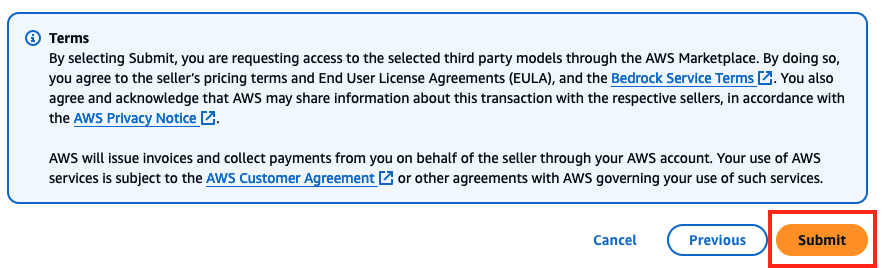 Terms
By selecting Submit, you are requesting access to the selected third party models through the AWS Marketplace. By doing so,
you agree to the seller's pricing terms and End User License Agreements (EULA), and the Bedrock Service Terms. You also
agree and acknowledge that AWS may share information about this transaction with the respective sellers, in accordance with
the AWS Privacy Notice.
AWS will issue invoices and collect payments from you on behalf of the seller through your AWS account. Your use of AWS
services is subject to the AWS Customer Agreement or other agreements with AWS governing your use of such services.
Cancel Previous Submit